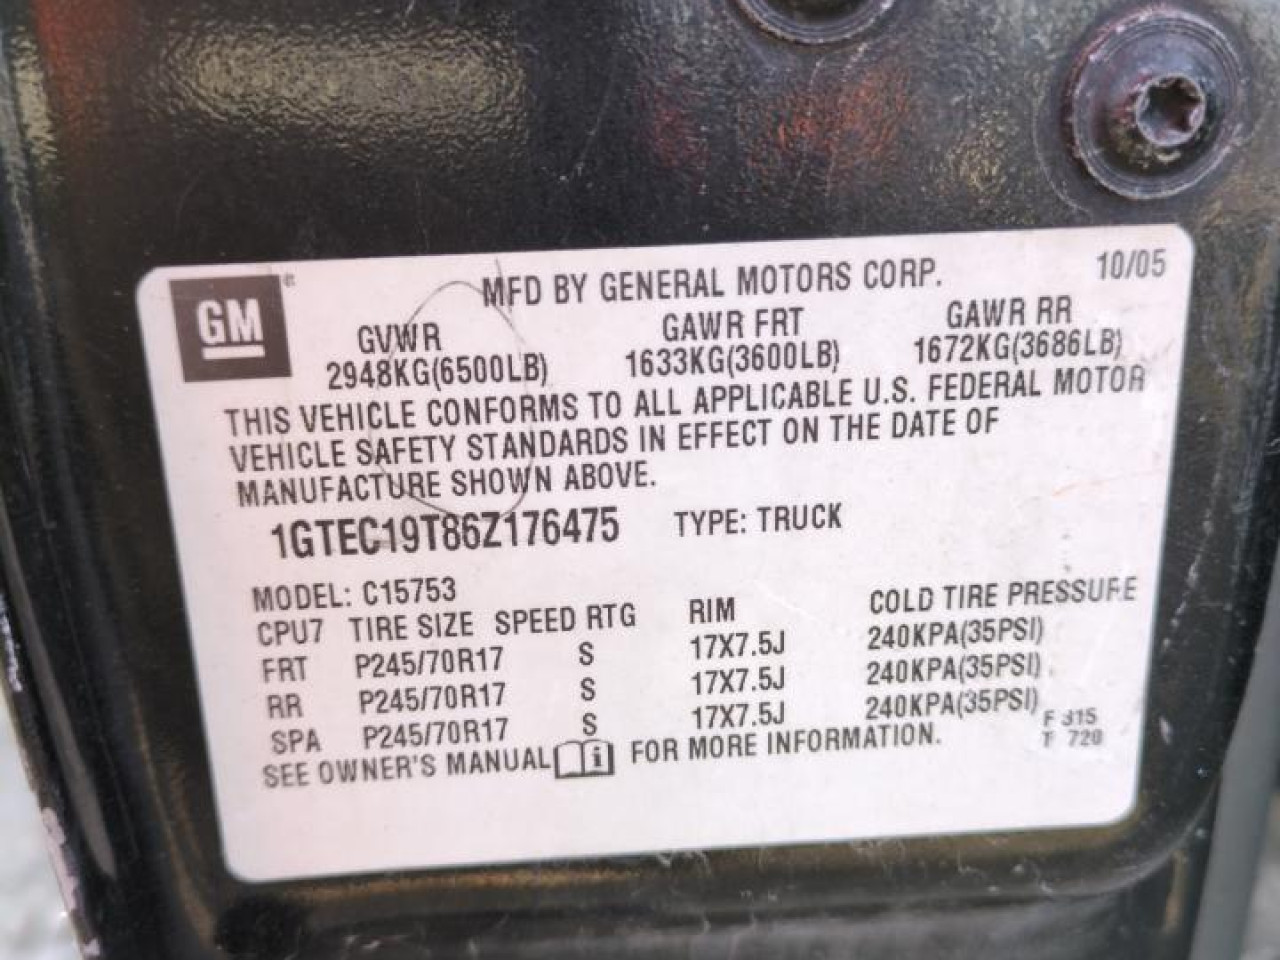 GM®
MFD BY GENERAL MOTORS CORP. 10/05
GVWR GAWR FRT GAWR RR
2948KG(6500LB) 1633KG(3600LB) 1672KG(3686LB)
THIS VEHICLE CONFORMS TO ALL APPLICABLE U.S. FEDERAL MOTOR
VEHICLE SAFETY STANDARDS IN EFFECT ON THE DATE OF
MANUFACTURE SHOWN ABOVE.
1GTEC19T86Z176475 TYPE: TRUCK
MODEL: C15753
CPU7 TIRE SIZE SPEED RTG RIM COLD TIRE PRESSURE
FRT P245/70R17 S 17X7.5J 240KPA(35PSI)
RR P245/70R17 S 17X7.5J 240KPA(35PSI)
SPA P245/70R17 S 17X7.5J 240KPA(35PSI)
SEE OWNER'S MANUAL i FOR MORE INFORMATION.
F 315
720